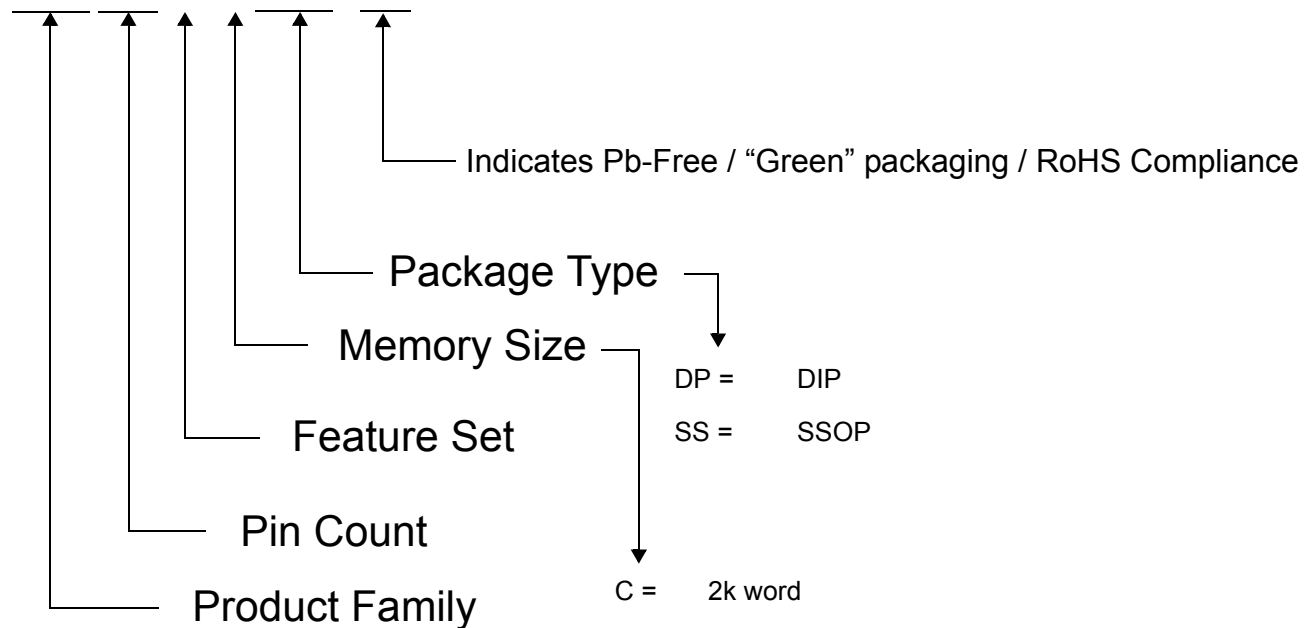 Indicates Pb-Free / “Green” packaging / RoHS Compliance
Package Type
Memory Size
DP = DIP
Feature Set
SS = SSOP
Pin Count
C = 2k word
Product Family